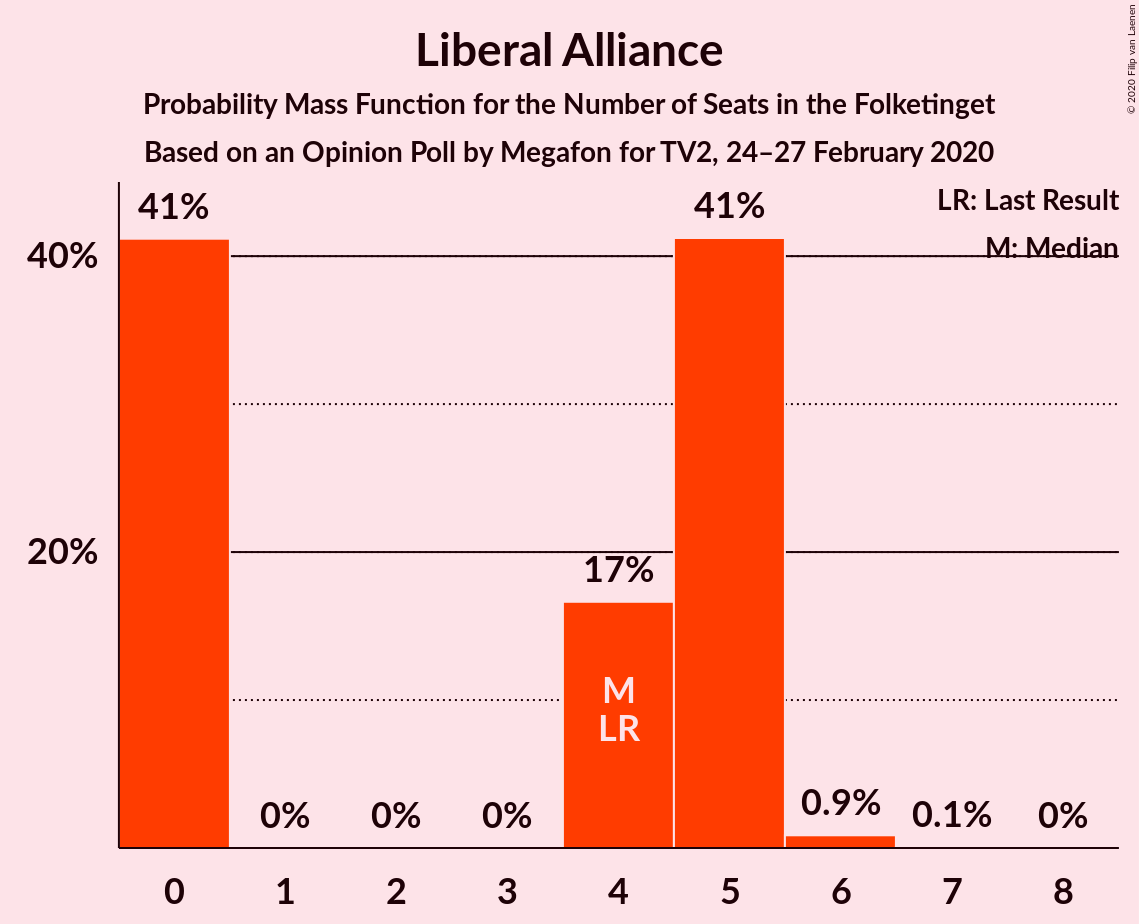 Liberal Alliance
Probability Mass Function for the Number of Seats in the Folketinget
Based on an Opinion Poll by Megafon for TV2, 24–27 February 2020
© 2020 Filip van Laenen
LR: Last Result
M: Median
40%
20%
41%
0%
0%
0%
17%
41%
0.9%
0.1%
0%
M
LR
0 1 2 3 4 5 6 7 8